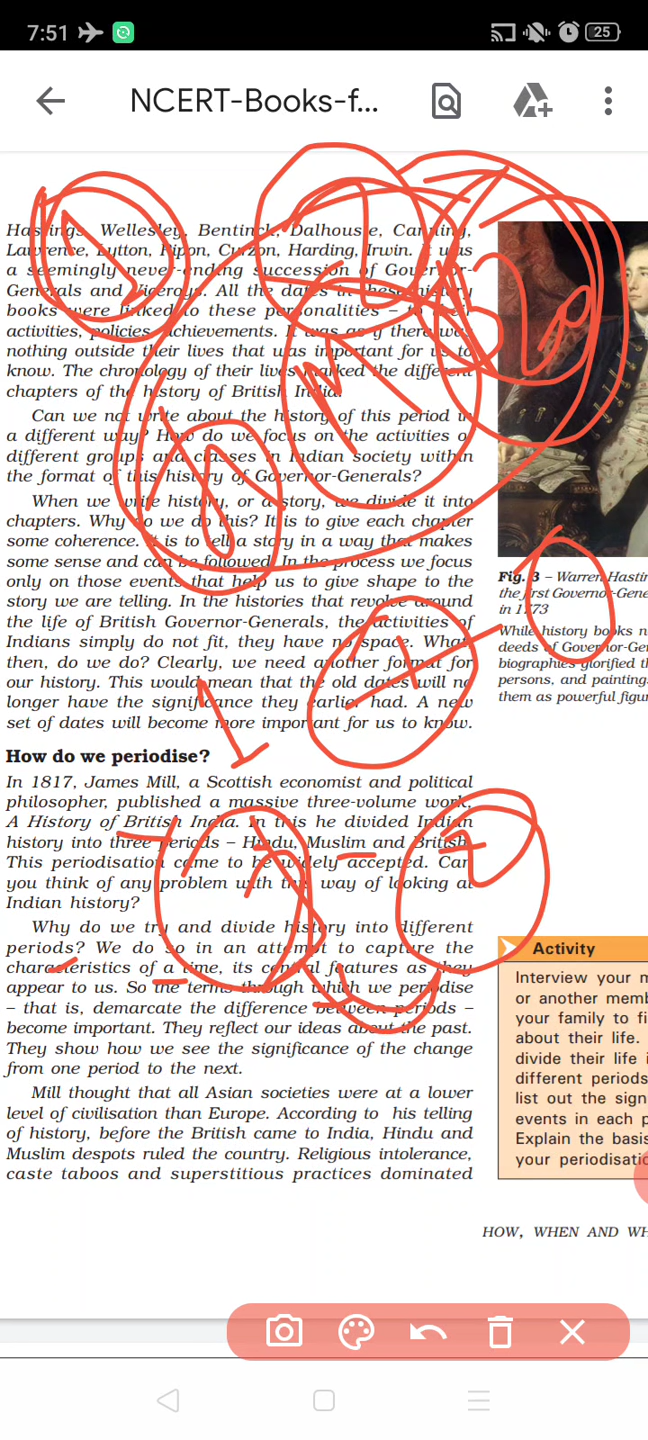 7:51
25
NCERT-Books-f...
Hastings, Wellesley, Bentinck, Dalhousie, Canning,
Lawrence, Lytton, Ripon, Curzon, Harding, Irwin. It was
a seemingly never-ending succession of Governor-
Generals and Viceroys. All the dates in these history
books were linked to these personalities – to their
activities, policies, achievements. It was as if there was
nothing outside their lives that was important for us to
know. The chronology of their lives marked the different
chapters of the history of British India.
Can we not write about the history of this period in
a different way? How do we focus on the activities of
different groups and classes in Indian society within
the format of this history of Governor-Generals?
When we write history, or a story, we divide it into
chapters. Why do we do this? It is to give each chapter
some coherence. It is to tell a story in a way that makes
some sense and can be followed. In the process we focus
only on those events that help us to give shape to the
story we are telling. In the histories that revolve around
the life of British Governor-Generals, the activities of
Indians simply do not fit, they have no space. What,
then, do we do? Clearly, we need another format for
our history. This would mean that the old dates will no
longer have the significance they earlier had. A new
set of dates will become more important for us to know.
How do we periodise?
In 1817, James Mill, a Scottish economist and political
philosopher, published a massive three-volume work,
A History of British India. In this he divided Indian
history into three periods – Hindu, Muslim and British.
This periodisation came to be widely accepted. Can
you think of any problem with this way of looking at
Indian history?
Why do we try and divide history into different
periods? We do so in an attempt to capture the
characteristics of a time, its central features as they
appear to us. So the terms through which we periodise
– that is, demarcate the difference between periods –
become important. They reflect our ideas about the past.
They show how we see the significance of the change
from one period to the next.
Mill thought that all Asian societies were at a lower
level of civilisation than Europe. According to his telling
of history, before the British came to India, Hindu and
Muslim despots ruled the country. Religious intolerance,
caste taboos and superstitious practices dominated
Fig. 3 – Warren Hastin
the first Governor-Gene
in 1773
While history books n
deeds of Governor-Ge
biographies glorified th
persons, and painting
them as powerful figur
Activity
Interview your m
or another memb
your family to fi
about their life.
divide their life i
different periods
list out the sign
events in each p
Explain the basis
your periodisatio
HOW, WHEN AND WH